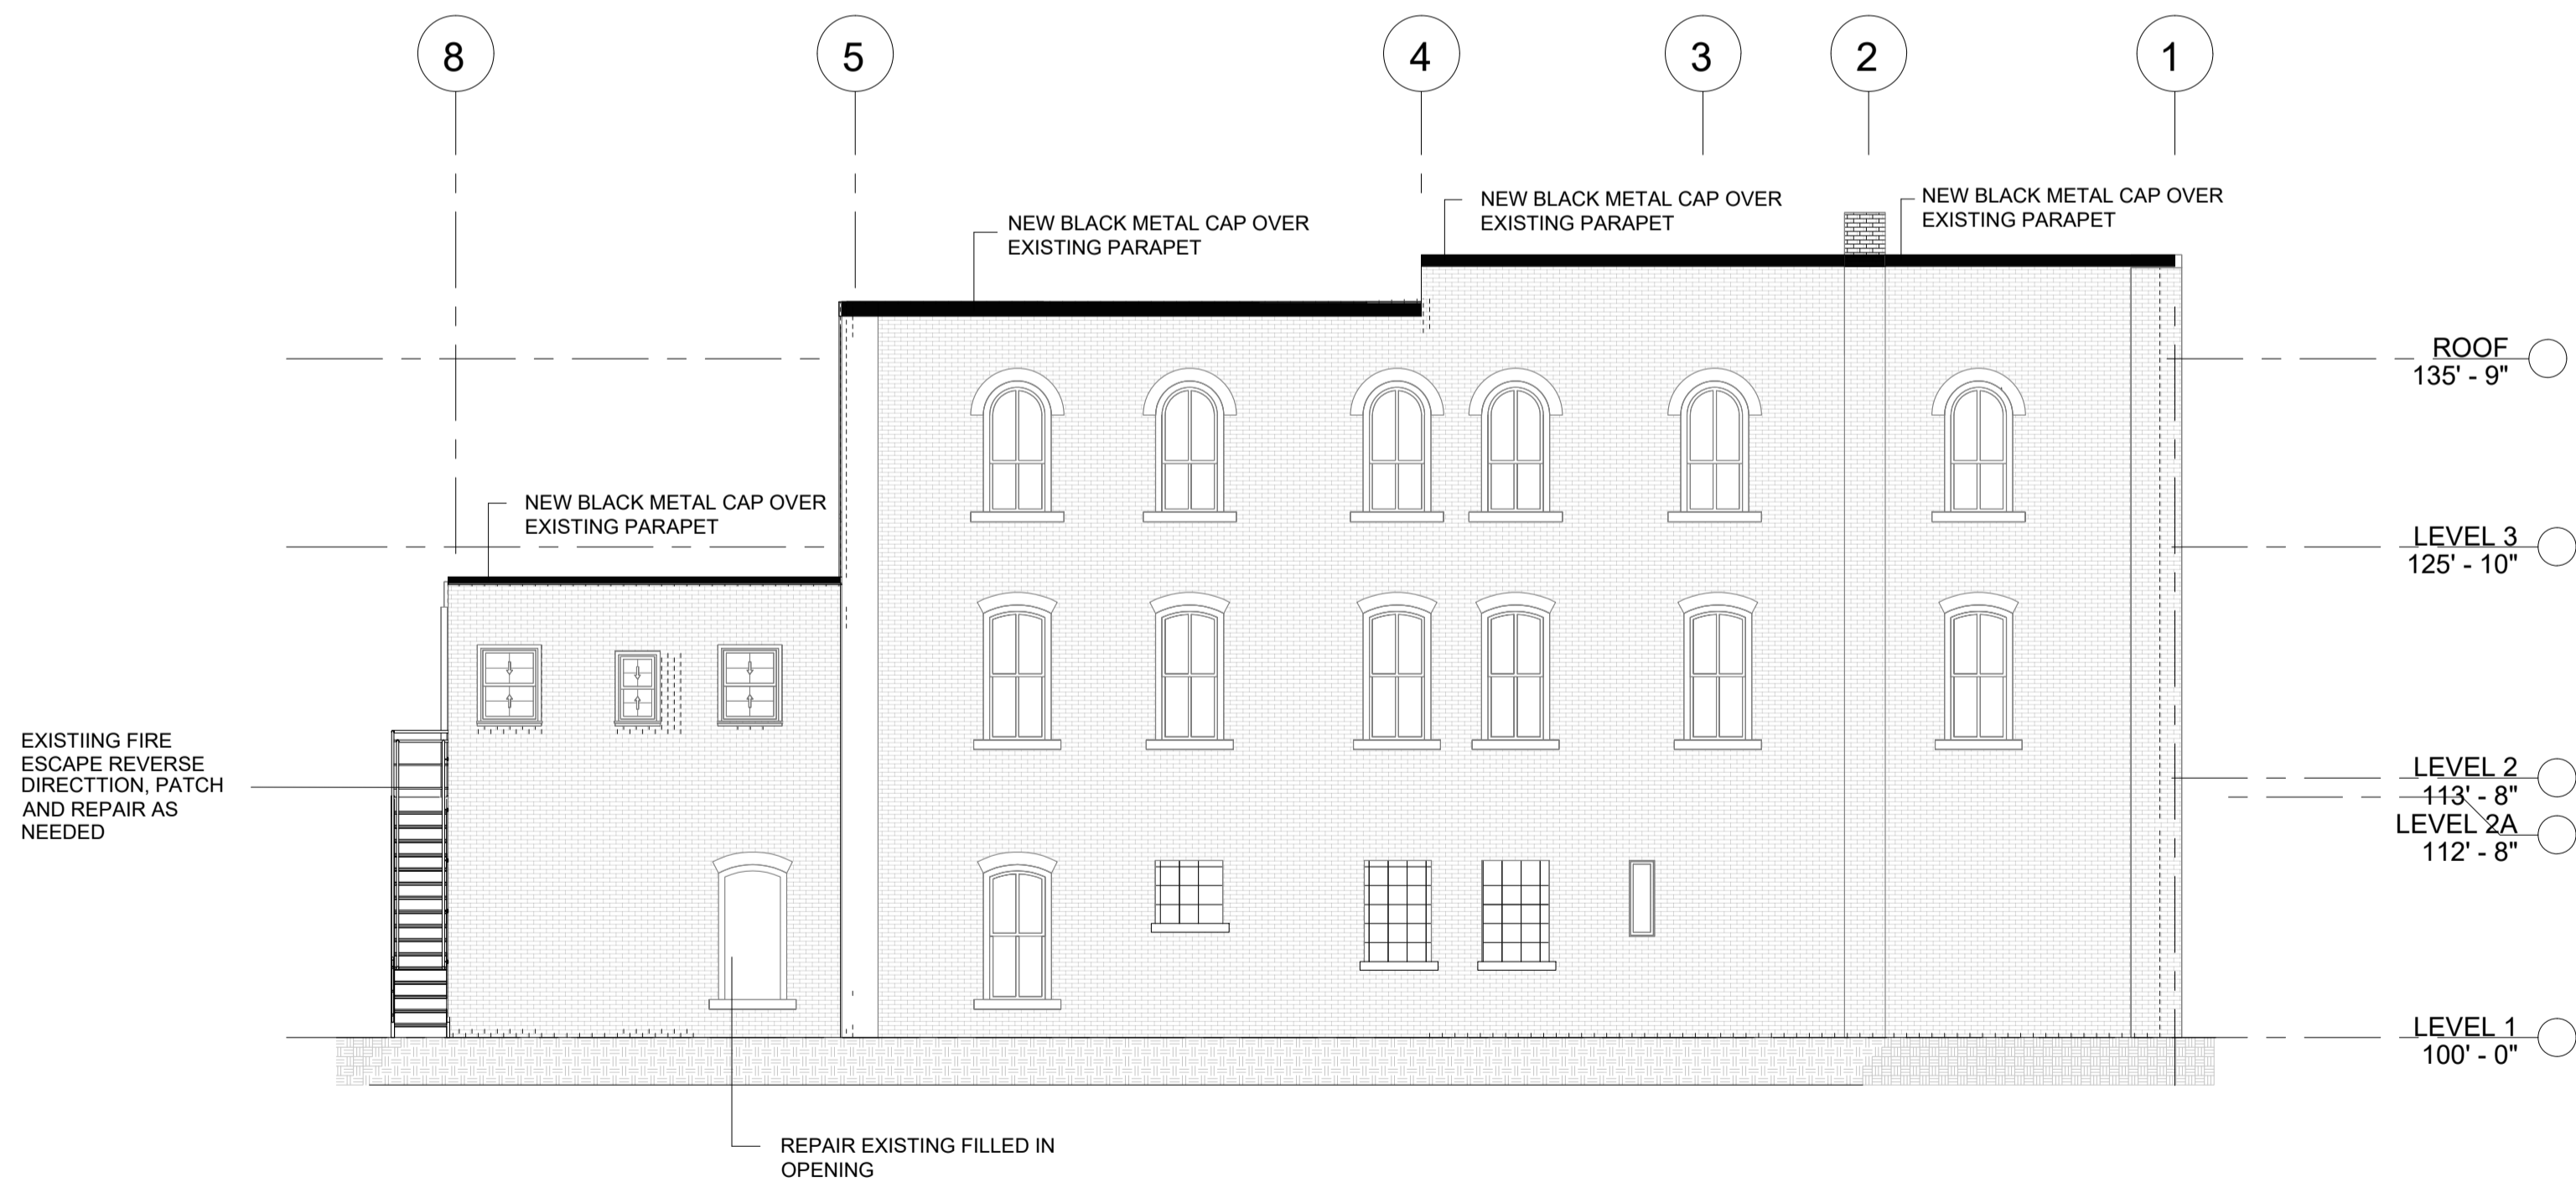 8
5
4
3
2
1
NEW BLACK METAL CAP OVER
EXISTING PARAPET
NEW BLACK METAL CAP OVER
EXISTING PARAPET
NEW BLACK METAL CAP OVER
EXISTING PARAPET
ROOF
135' - 9"
NEW BLACK METAL CAP OVER
EXISTING PARAPET
LEVEL 3
125' - 10"
EXISTIING FIRE
ESCAPE REVERSE
DIRECTTION, PATCH
AND REPAIR AS
NEEDED
LEVEL 2
113' - 8"
LEVEL 2A
112' - 8"
LEVEL 1
100' - 0"
REPAIR EXISTING FILLED IN
OPENING